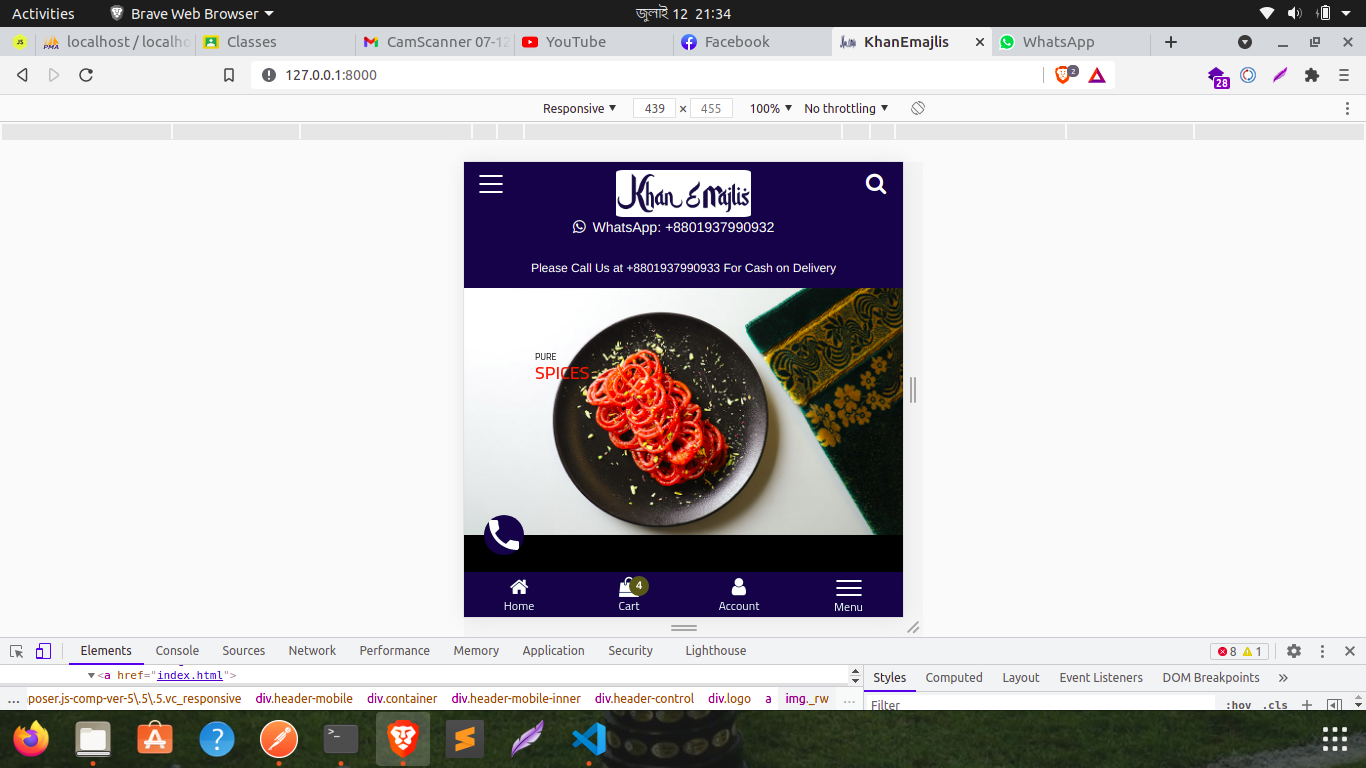 Activities
Brave Web Browser
জুলাই 12 21:34
JS
PMA
localhost / localho
Classes
CamScanner 07-12
YouTube
Facebook
KhanEmajlis
WhatsApp
127.0.0.1:8000
2
28
Responsive
439 × 455
100%
No throttling
Khan E Majlis
WhatsApp: +8801937990932
Please Call Us at +8801937990933 For Cash on Delivery
PURE
SPICES
4
Home
Cart
Account
Menu
Elements
Console
Sources
Network
Performance
Memory
Application
Security
Lighthouse
8
1
<a href="index.html">
Styles
Computed
Layout
Event Listeners
DOM Breakpoints
»
... poser.js-comp-ver-5\.5\.5.vc_responsive div.header-mobile div.container div.header-mobile-inner div.header-control div.logo a img._rw ...
Filter
:hov .cls +
>_
?